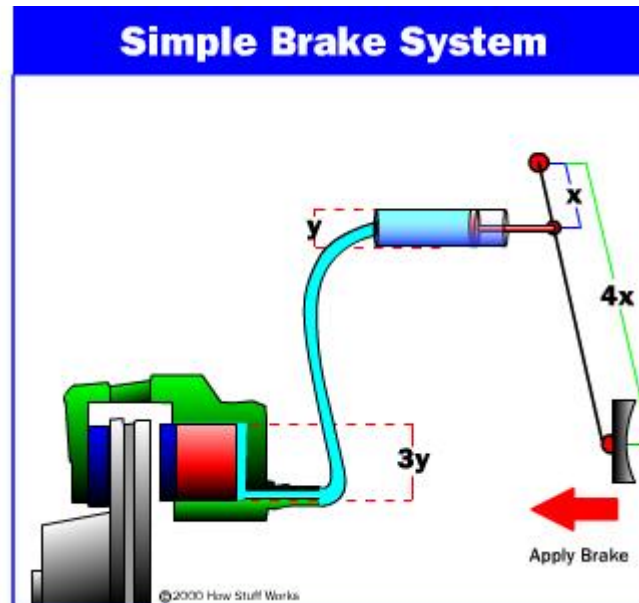 Simple Brake System
x
y
4x
3y
Apply Brake
©2000 How Stuff Works